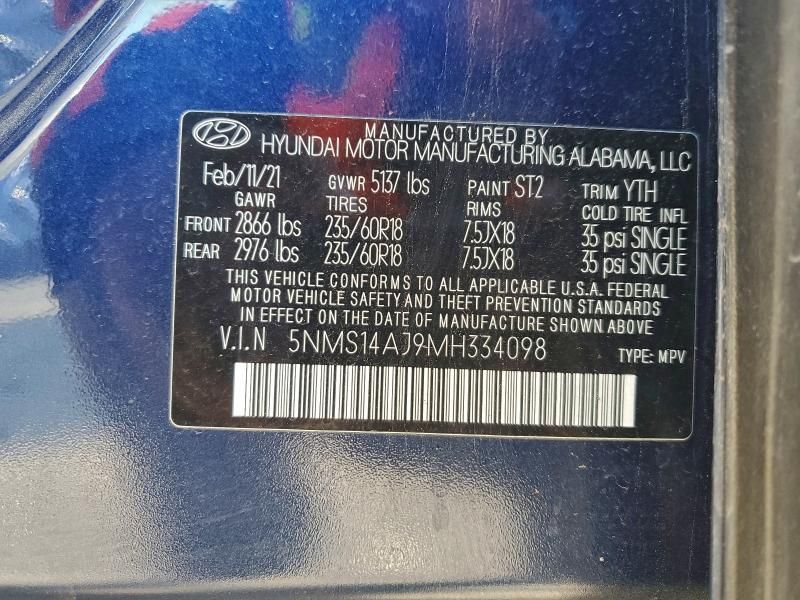 MANUFACTURED BY
HYUNDAI MOTOR MANUFACTURING ALABAMA, LLC
Feb/11/21 GVWR 5137 lbs PAINT ST2 TRIM YTH
GAWR TIRES RIMS COLD TIRE INFL
FRONT 2866 lbs 235/60R18 7.5JX18 35 psi SINGLE
REAR 2976 lbs 235/60R18 7.5JX18 35 psi SINGLE
THIS VEHICLE CONFORMS TO ALL APPLICABLE U.S.A. FEDERAL
MOTOR VEHICLE SAFETY AND THEFT PREVENTION STANDARDS
IN EFFECT ON THE DATE OF MANUFACTURE SHOWN ABOVE
V.I.N 5NMS14AJ9MH334098 TYPE: MPV